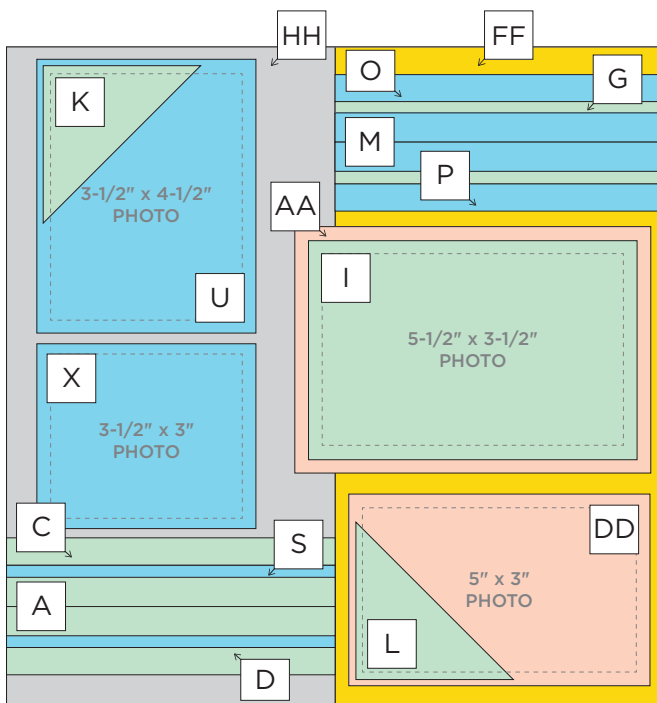 HH
FF
O
G
K
M
3-1/2" x 4-1/2"
PHOTO
P
AA
I
U
5-1/2" x 3-1/2"
PHOTO
X
3-1/2" x 3"
PHOTO
C
S
DD
A
5" x 3"
PHOTO
L
D